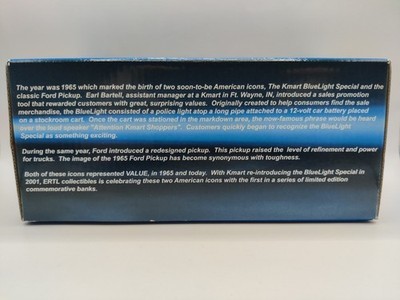 The year was 1965 which marked the birth of two soon-to-be American icons, The Kmart BlueLight Special and the
classic Ford Pickup. Earl Bartell, assistant manager at a Kmart in Ft. Wayne, IN, introduced a sales promotion
tool that rewarded customers with great, surprising values. Originally created to help consumers find the sale
merchandise, the BlueLight consisted of a police light atop a long pipe attached to a 12-volt car battery placed
on a stockroom cart. Once the cart was stationed in the markdown area, the now-famous phrase would be heard
over the loud speaker "Attention Kmart Shoppers". Customers quickly began to recognize the BlueLight
Special as something exciting.
During the same year, Ford introduced a redesigned pickup. This pickup raised the level of refinement and power
for trucks. The image of the 1965 Ford Pickup has become synonymous with toughness.
Both of these icons represented VALUE, in 1965 and today. With Kmart re-introducing the BlueLight Special in
2001, ERTL collectibles is celebrating these two American icons with the first in a series of limited edition
commemorative banks.